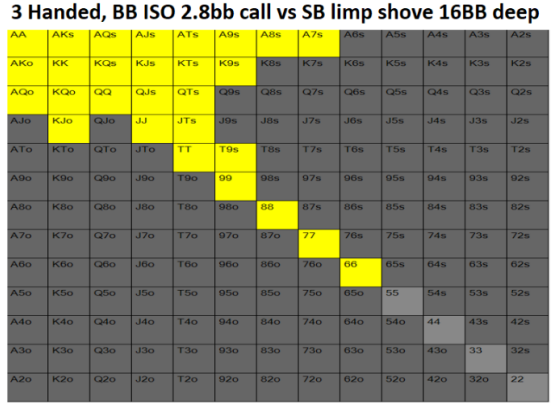 3 Handed, BB ISO 2.8bb call vs SB limp shove 16BB deep
AA AKs AQs AJs ATs A9s A8s A7s A6s A5s A4s A3s A2s
AKo KK KQs KJs KTs K9s K8s K7s K6s K5s K4s K3s K2s
AQo KQo QQ QJs QTs Q9s Q8s Q7s Q6s Q5s Q4s Q3s Q2s
AJo KJo QJo JJ JTs J9s J8s J7s J6s J5s J4s J3s J2s
ATo KTo QTo JTo TT T9s T8s T7s T6s T5s T4s T3s T2s
A9o K9o Q9o J9o T9o 99 98s 97s 96s 95s 94s 93s 92s
A8o K8o Q8o J8o T8o 98o 88 87s 86s 85s 84s 83s 82s
A7o K7o Q7o J7o T7o 97o 87o 77 76s 75s 74s 73s 72s
A6o K6o Q6o J6o T6o 96o 86o 76o 66 65s 64s 63s 62s
A5o K5o Q5o J5o T5o 95o 85o 75o 65o 55 54s 53s 52s
A4o K4o Q4o J4o T4o 94o 84o 74o 64o 54o 44 43s 42s
A3o K3o Q3o J3o T3o 93o 83o 73o 63o 53o 43o 33 32s
A2o K2o Q2o J2o T2o 92o 82o 72o 62o 52o 42o 32o 22